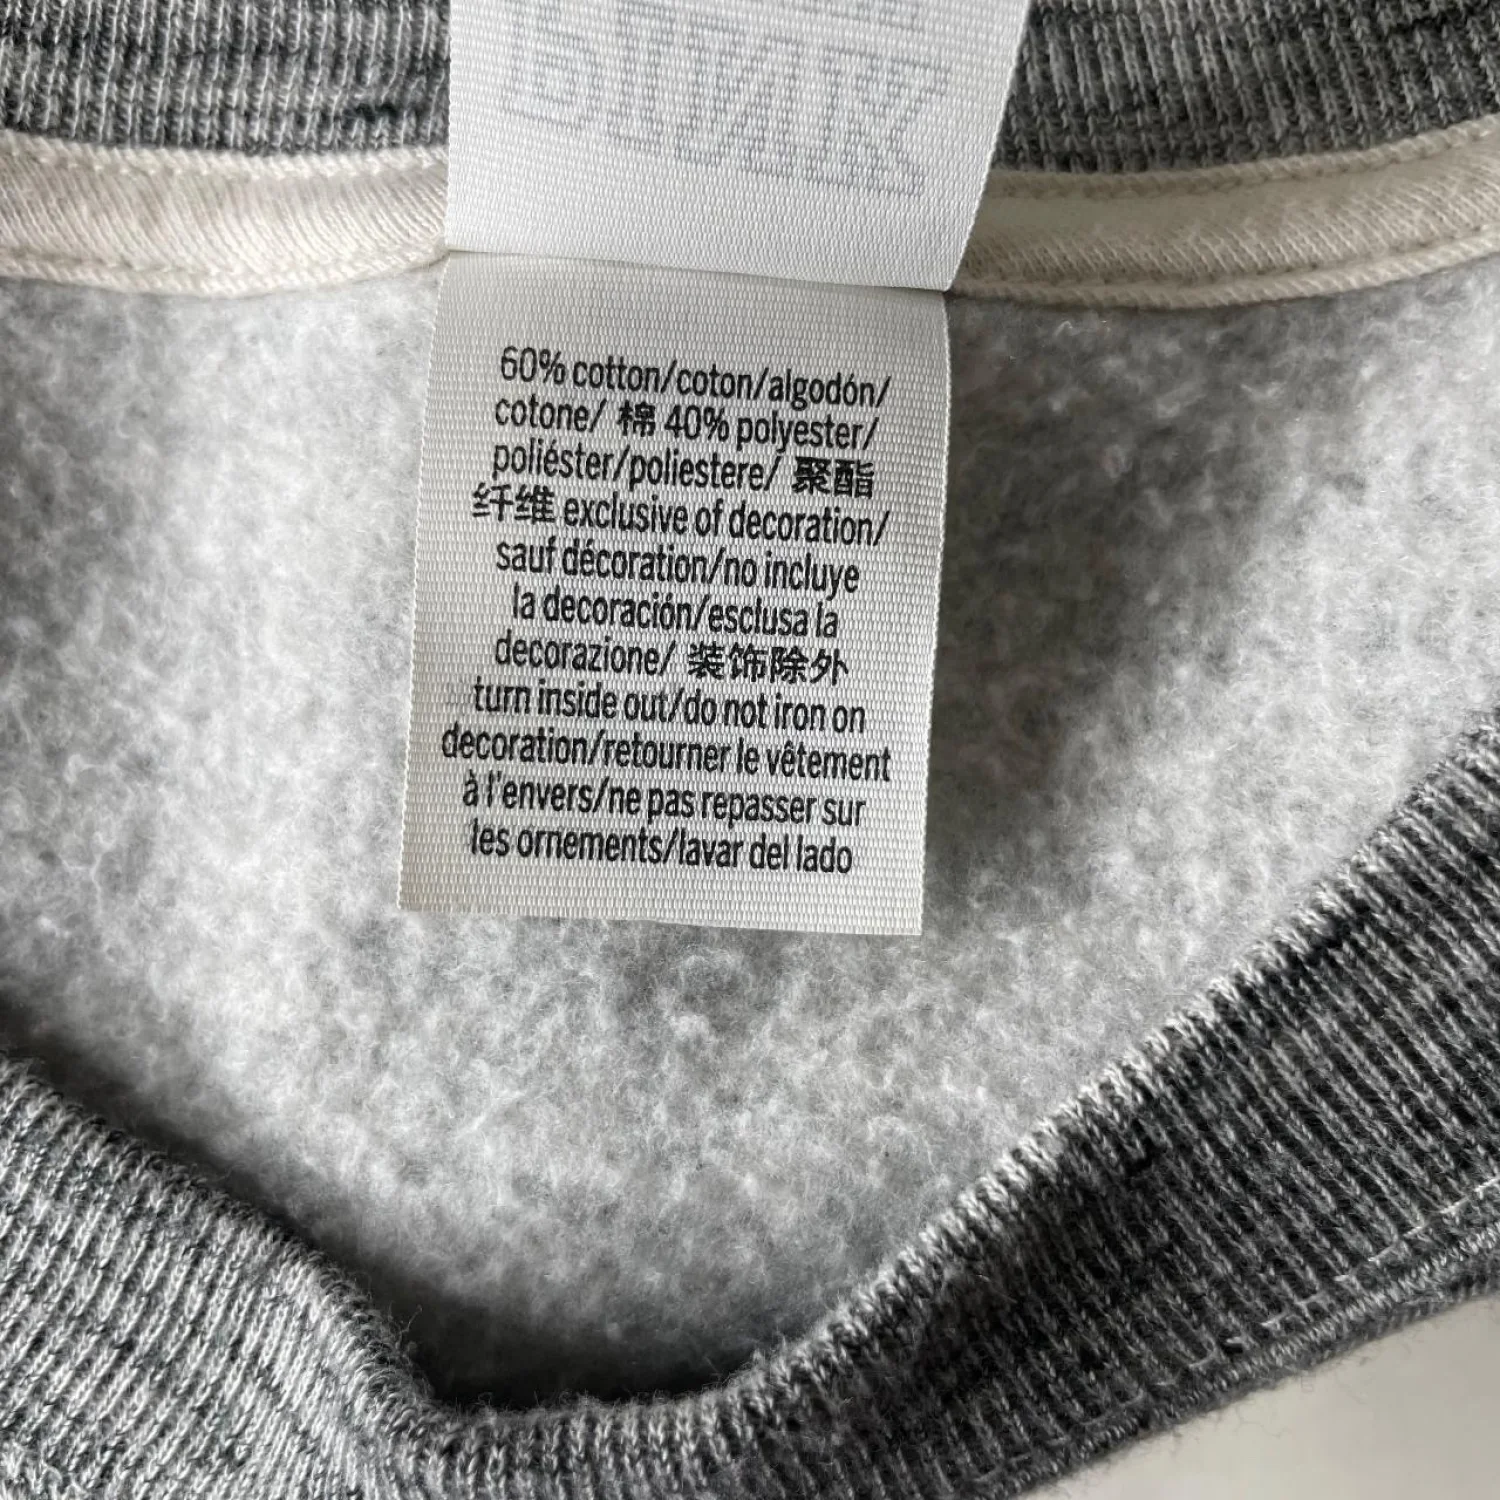 PINK
60% cotton/coton/algodón/
cotone/ 棉 40% polyester/
poliéster/poliestere/ 聚酯
纤维 exclusive of decoration/
sauf décoration/no incluye
la decoración/esclusa la
decorazione/ 装饰除外
turn inside out/do not iron on
decoration/retourner le vêtement
à l'envers/ne pas repasser sur
les ornements/lavar del lado